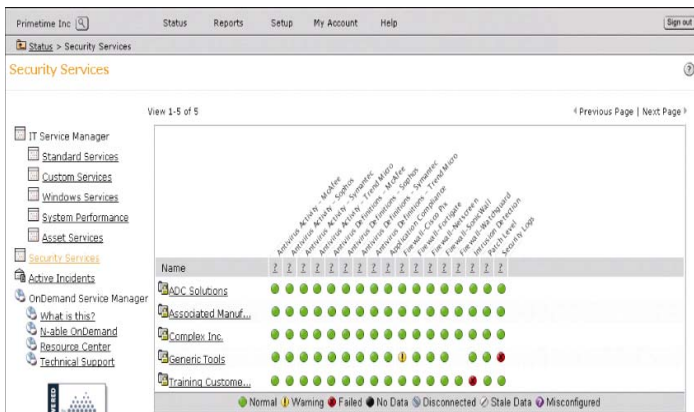 Primetime Inc
Status
Reports
Setup
My Account
Help
Sign out
Status > Security Services
Security Services
?
View 1-5 of 5
Previous Page | Next Page
IT Service Manager
Standard Services
Custom Services
Windows Services
System Performance
Asset Services
Security Services
Active Incidents
OnDemand Service Manager
What is this?
N-able OnDemand
Resource Center
Technical Support
Antivirus Activity - McAfee
Antivirus Activity - Sophos
Antivirus Activity - Symantec
Antivirus Activity - Trend Micro
Antivirus Definitions - McAfee
Antivirus Definitions - Sophos
Antivirus Definitions - Symantec
Antivirus Definitions - Trend Micro
Application Compliance
Firewall-Cisco Pix
Firewall-Fortigate
Firewall-Netscreen
Firewall-SonicWall
Firewall-Watchguard
Intrusion Detection
Patch Level
Security Logs
Name
? ? ? ? ? ? ? ? ? ? ? ? ? ? ? ? ?
ADC Solutions
Associated Manuf...
Complex Inc.
Generic Tools
Training Custome...
Normal
Warning
Failed
No Data
Disconnected
Stale Data
Misconfigured